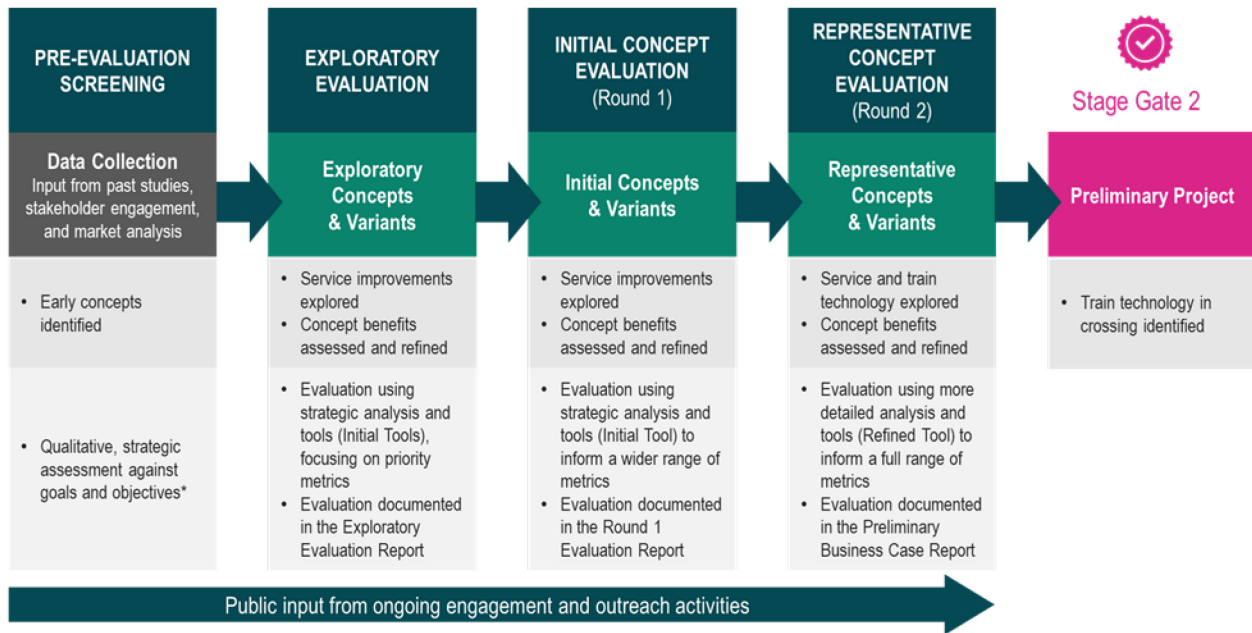 PRE-EVALUATION
SCREENING
Data Collection
Input from past studies,
stakeholder engagement,
and market analysis
• Early concepts
identified
• Qualitative, strategic
assessment against
goals and objectives*
EXPLORATORY
EVALUATION
Exploratory
Concepts
& Variants
• Service improvements
explored
• Concept benefits
assessed and refined
• Evaluation using
strategic analysis and
tools (Initial Tools),
focusing on priority
metrics
• Evaluation documented
in the Exploratory
Evaluation Report
INITIAL CONCEPT
EVALUATION
(Round 1)
Initial Concepts
& Variants
• Service improvements
explored
• Concept benefits
assessed and refined
• Evaluation using
strategic analysis and
tools (Initial Tool) to
inform a wider range of
metrics
• Evaluation documented
in the Round 1
Evaluation Report
REPRESENTATIVE
CONCEPT
EVALUATION
(Round 2)
Representative
Concepts
& Variants
• Service and train
technology explored
• Concept benefits
assessed and refined
• Evaluation using more
detailed analysis and
tools (Refined Tool) to
inform a full range of
metrics
• Evaluation documented
in the Preliminary
Business Case Report
Stage Gate 2
Preliminary Project
• Train technology in
crossing identified
Public input from ongoing engagement and outreach activities